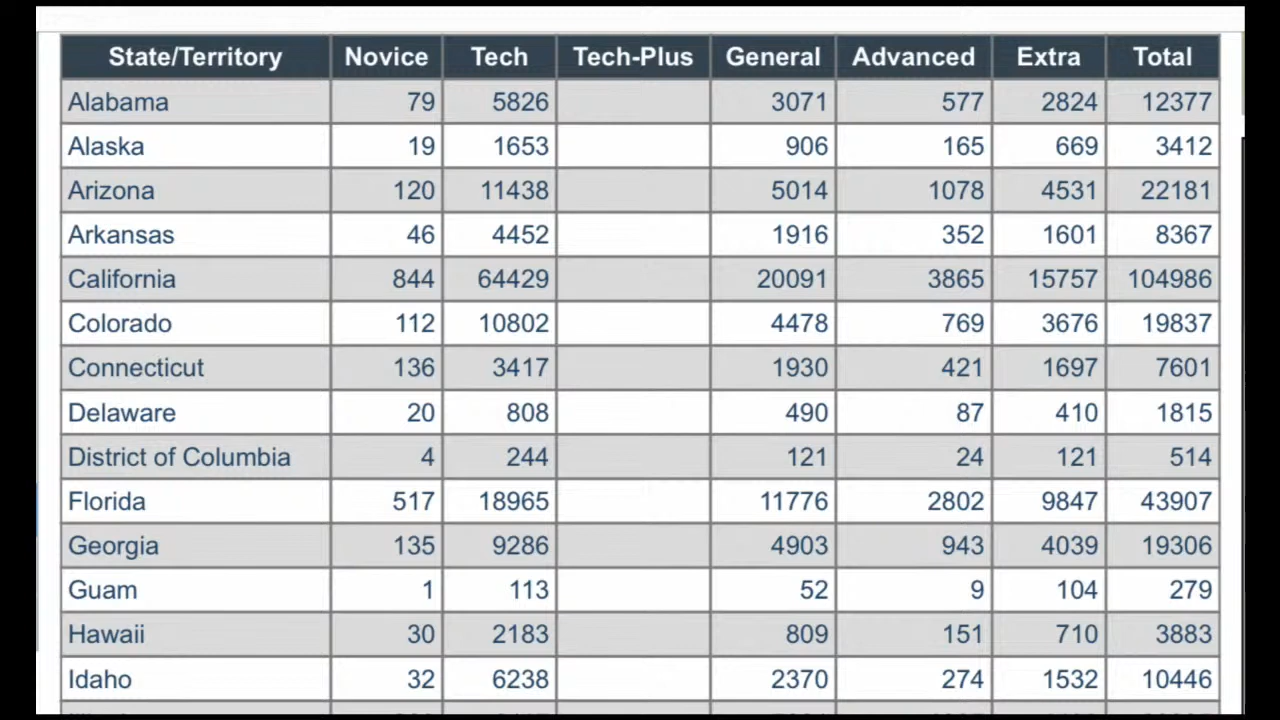 State/Territory Novice Tech Tech-Plus General Advanced Extra Total
Alabama 79 5826 3071 577 2824 12377
Alaska 19 1653 906 165 669 3412
Arizona 120 11438 5014 1078 4531 22181
Arkansas 46 4452 1916 352 1601 8367
California 844 64429 20091 3865 15757 104986
Colorado 112 10802 4478 769 3676 19837
Connecticut 136 3417 1930 421 1697 7601
Delaware 20 808 490 87 410 1815
District of Columbia 4 244 121 24 121 514
Florida 517 18965 11776 2802 9847 43907
Georgia 135 9286 4903 943 4039 19306
Guam 1 113 52 9 104 279
Hawaii 30 2183 809 151 710 3883
Idaho 32 6238 2370 274 1532 10446